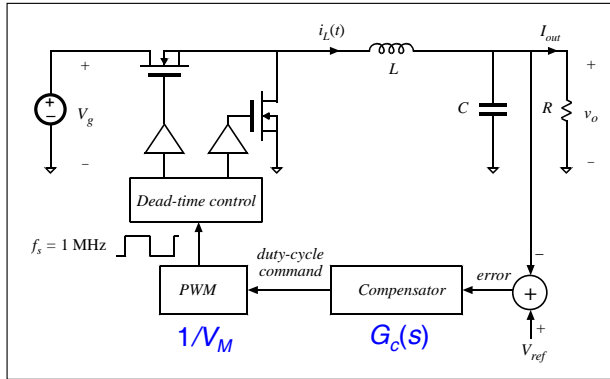 i_L(t)
I_out
+
+
L
+
−
V_g
C
R
v_o
−
−
Dead-time control
f_s = 1 MHz
duty-cycle
command
−
error
PWM
Compensator
+
1/V_M
G_c(s)
+
V_ref